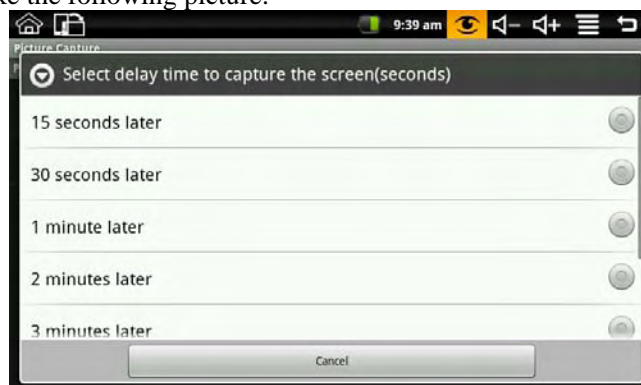 9:39 am
Picture Capture
Select delay time to capture the screen(seconds)
15 seconds later
30 seconds later
1 minute later
2 minutes later
3 minutes later
Cancel